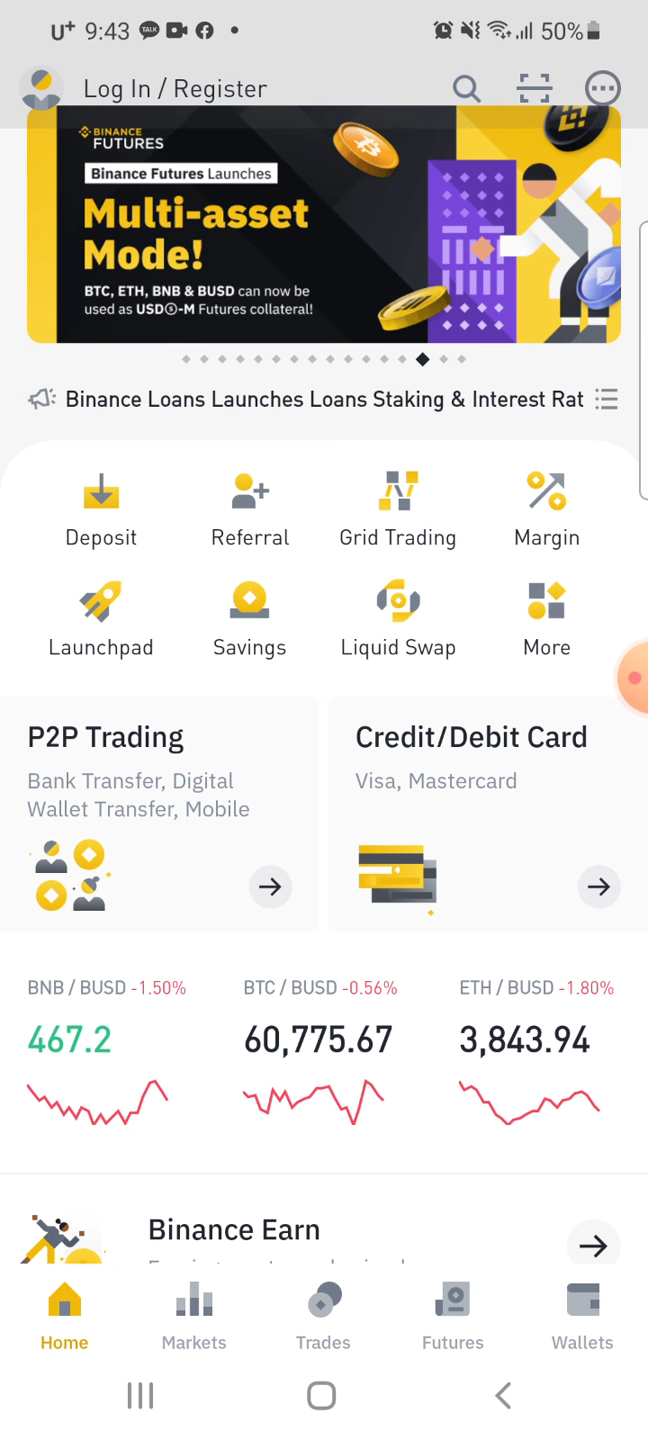 U+ 9:43 TALK 50%
Log In / Register
BINANCE
FUTURES
Binance Futures Launches
Multi-asset
Mode!
BTC, ETH, BNB & BUSD can now be
used as USDⓈ-M Futures collateral!
Binance Loans Launches Loans Staking & Interest Rat
Deposit Referral Grid Trading Margin
Launchpad Savings Liquid Swap More
P2P Trading
Bank Transfer, Digital
Wallet Transfer, Mobile
Credit/Debit Card
Visa, Mastercard
BNB / BUSD -1.50% BTC / BUSD -0.56% ETH / BUSD -1.80%
467.2 60,775.67 3,843.94
Binance Earn
Home Markets Trades Futures Wallets